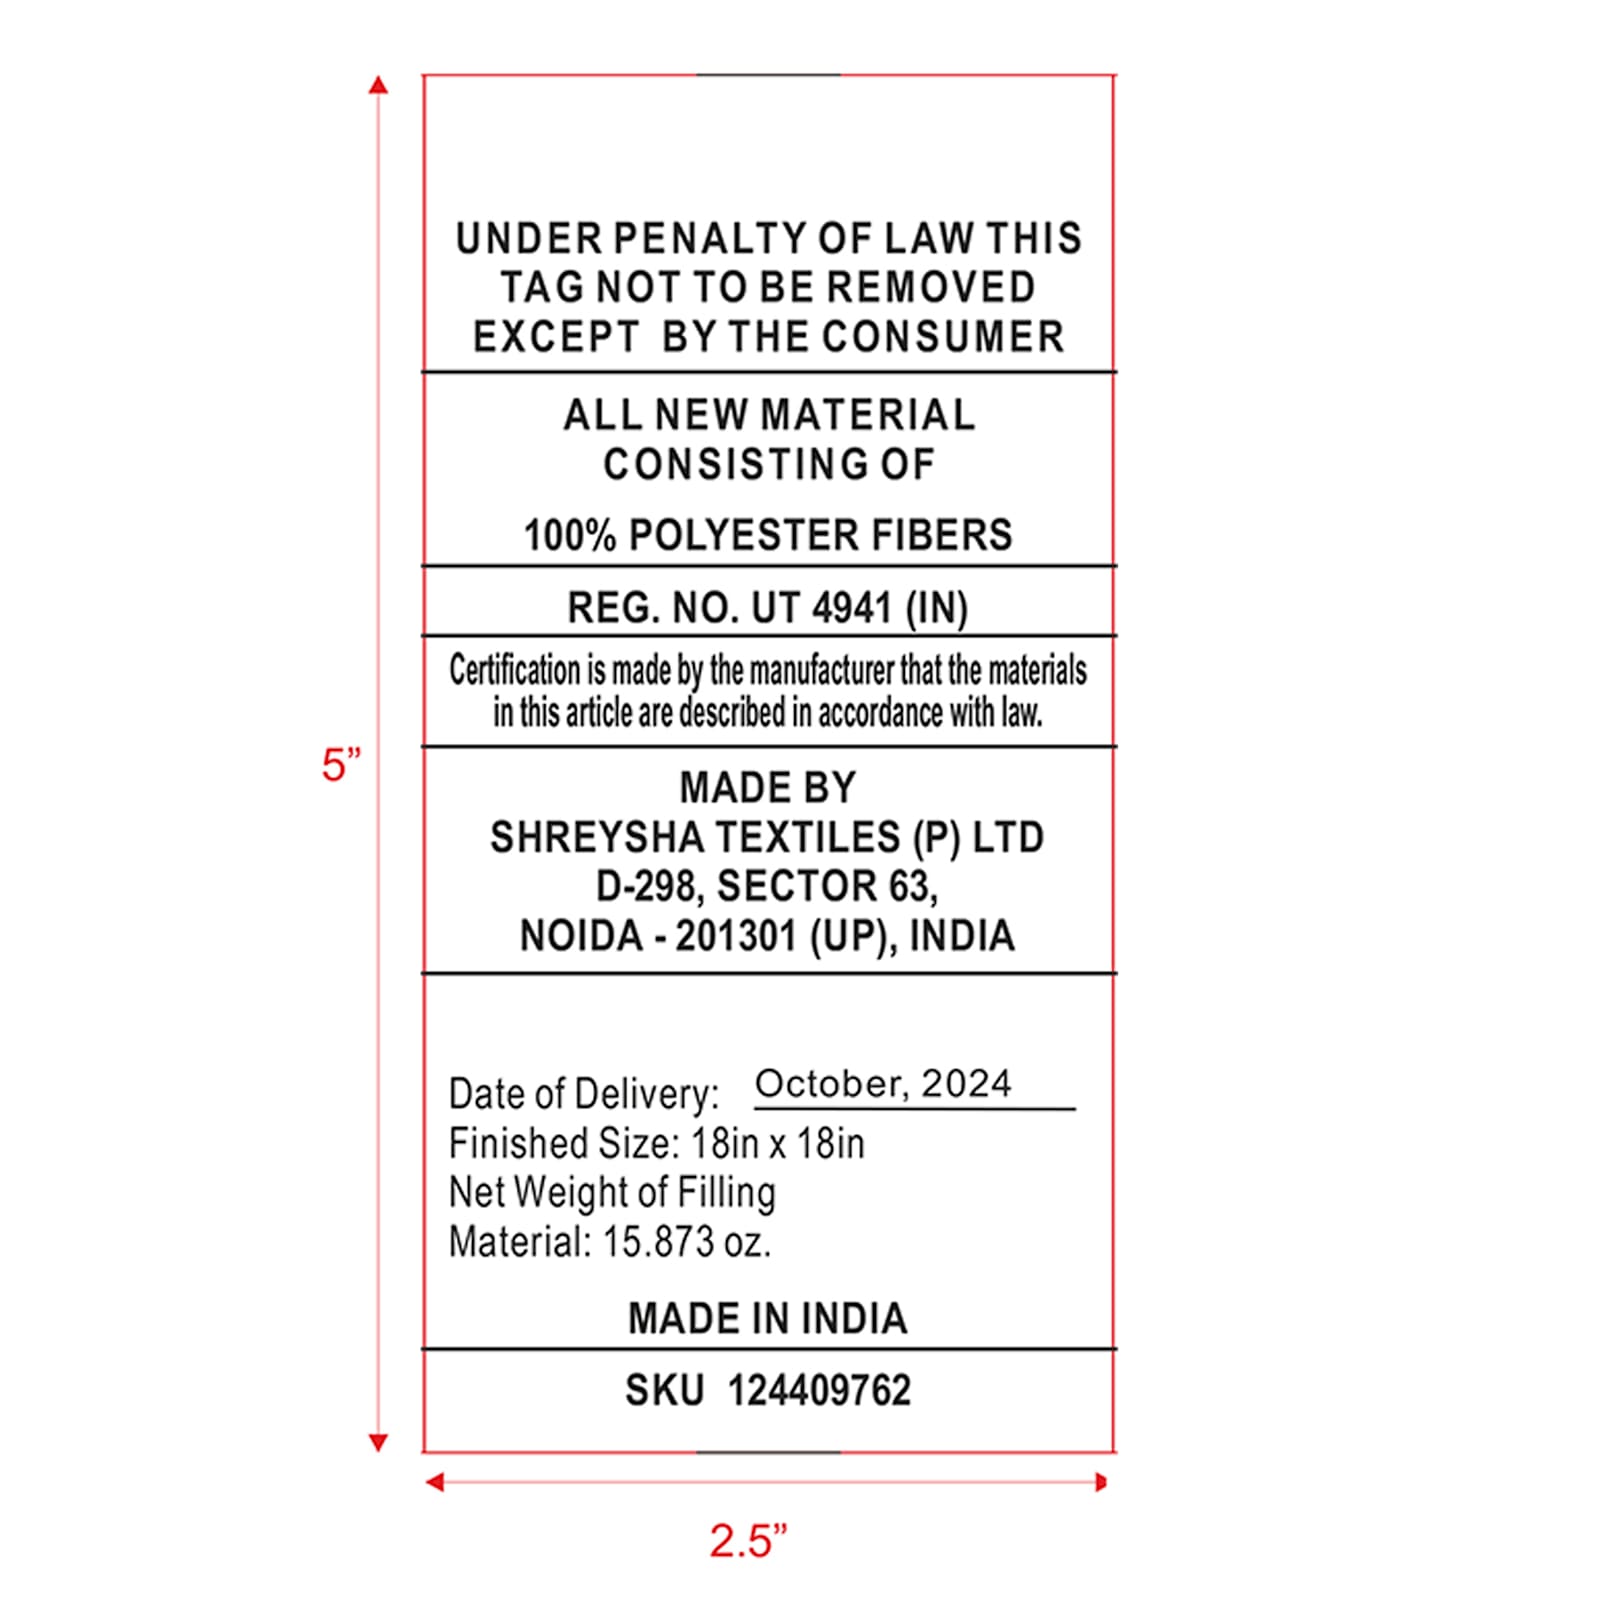 UNDER PENALTY OF LAW THIS
TAG NOT TO BE REMOVED
EXCEPT BY THE CONSUMER
ALL NEW MATERIAL
CONSISTING OF
100% POLYESTER FIBERS
REG. NO. UT 4941 (IN)
Certification is made by the manufacturer that the materials
in this article are described in accordance with law.
5”
MADE BY
SHREYSHA TEXTILES (P) LTD
D-298, SECTOR 63,
NOIDA - 201301 (UP), INDIA
Date of Delivery: October, 2024
Finished Size: 18in x 18in
Net Weight of Filling
Material: 15.873 oz.
MADE IN INDIA
SKU 124409762
2.5”